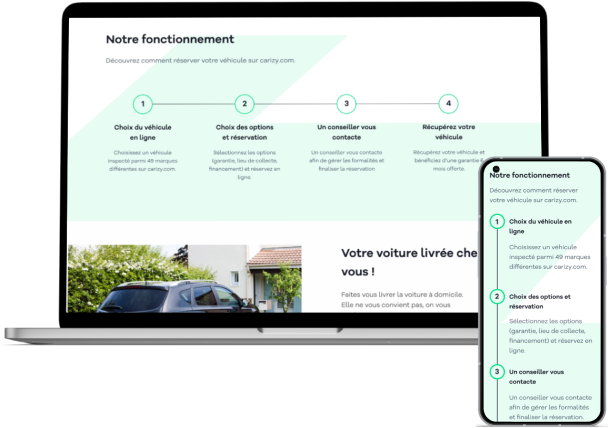 Notre fonctionnement
Découvrez comment réserver votre véhicule sur carizy.com.
1
2
3
4
Choix du véhicule
en ligne
Choisissez un véhicule
inspecté parmi 49 marques
différentes sur carizy.com.
Choix des options
et réservation
Sélectionnez les options
(garantie, lieu de collecte,
financement) et réservez en
ligne.
Un conseiller vous
contacte
Un conseiller vous contacte
afin de gérer les formalités et
finaliser la réservation
Récupérez votre
véhicule
Récupérez votre véhicule et
bénéficiez d'une garantie 6
mois offerte.
Votre voiture livrée che
vous !
Faites vous livrer la voiture à domicile.
Elle ne vous convient pas, on vous
Notre fonctionnement
Découvrez comment réserver
votre véhicule sur carizy.com.
1
Choix du véhicule en
ligne
Choisissez un véhicule
inspecté parmi 49 marques
différentes sur carizy.com.
2
Choix des options et
réservation
Sélectionnez les options
(garantie, lieu de collecte,
financement) et réservez en
ligne.
3
Un conseiller vous
contacte
Un conseiller vous contacte
afin de gérer les formalités
et finaliser la réservation.